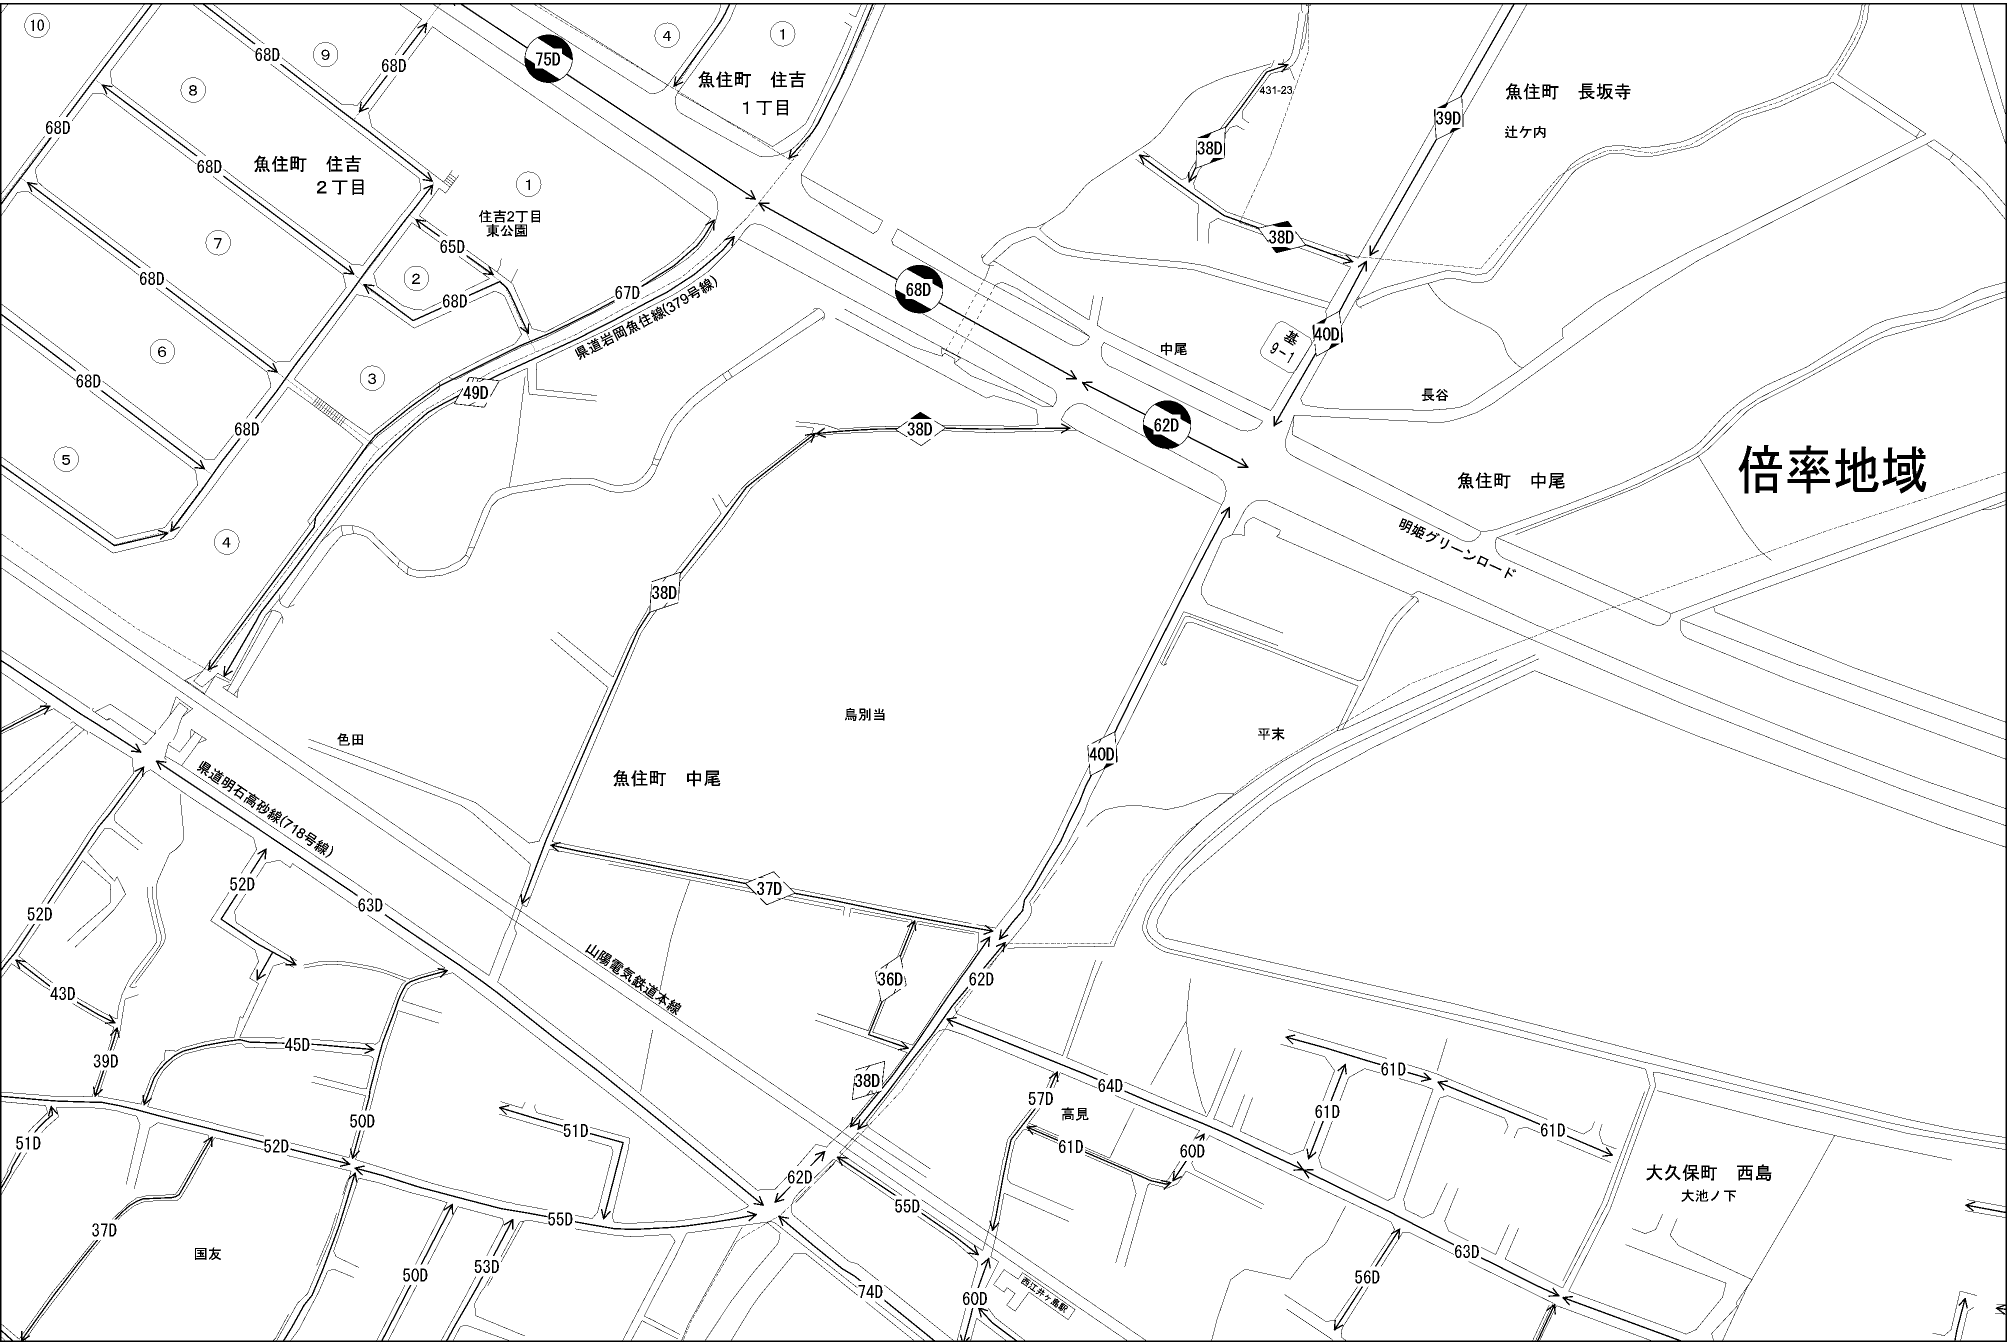 10
9
4
1
68D
75D
68D
8
魚住町 住吉
1丁目
431-23
魚住町 長坂寺
39D
辻ケ内
68D
68D
魚住町 住吉
2丁目
38D
1
住吉2丁目
東公園
7
65D
38D
68D
2
68D
67D
68D
県道岩岡魚住線(379号線)
40D
基
9-1
中尾
6
3
68D
49D
長谷
68D
38D
62D
5
倍率地域
魚住町 中尾
4
明姫グリーンロード
38D
鳥別当
色田
平末
40D
魚住町 中尾
県道明石高砂線(718号線)
52D
63D
37D
52D
山陽電気鉄道本線
36D
62D
43D
45D
39D
38D
64D
61D
57D
高見
61D
50D
51D
61D
51D
52D
61D
60D
62D
大久保町 西島
大池ノ下
55D
55D
37D
国友
63D
53D
50D
56D
74D
60D
西江井ヶ島駅